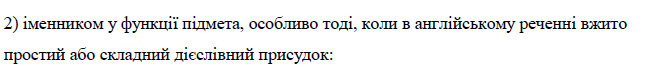 2) іменником у функції підмета, особливо тоді, коли в англійському реченні вжито
простий або складний дієслівний присудок: